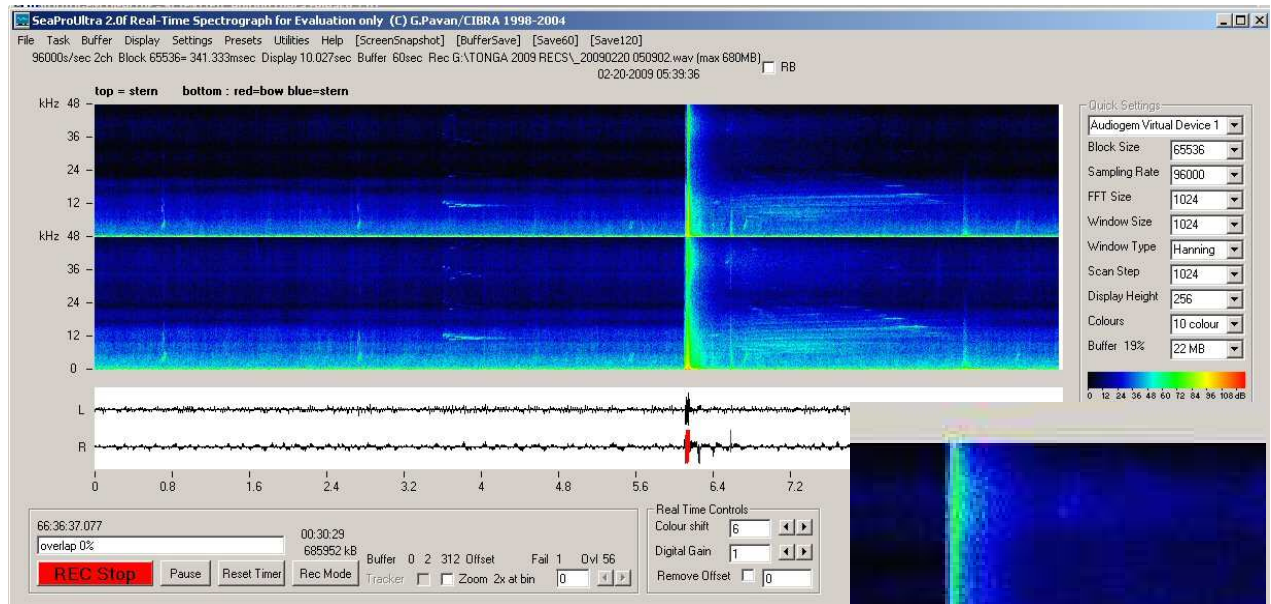 SeaProUltra 2.0f Real-Time Spectrograph for Evaluation only (C) G.Pavan/CIBRA 1998-2004
File Task Buffer Display Settings Presets Utilities Help [ScreenSnapshot] [BufferSave] [Save60] [Save120]
96000s/sec 2ch Block 65536= 341.333msec Display 10.027sec Buffer 60sec Rec G:\TONGA 2009 RECS\_20090220 050902.wav (max 680MB) RB
02-20-2009 05:39:36
top = stern bottom : red=bow blue=stern
kHz 48
36
24
12
kHz 48
36
24
12
0
L
R
0 0.8 1.6 2.4 3.2 4 4.8 5.6 6.4 7.2
Quick Settings
Audiogem Virtual Device 1
Block Size 65536
Sampling Rate 96000
FFT Size 1024
Window Size 1024
Window Type Hanning
Scan Step 1024
Display Height 256
Colours 10 colour
Buffer 19% 22 MB
0 12 24 36 48 60 72 84 96 108 dB
66:36:37.077
overlap 0%
00:30:29
685952 kB
REC Stop Pause Reset Timer Rec Mode
Buffer 0 2 312 Offset Fail 1 Ovl 56
Tracker Zoom 2x at bin 0
Real Time Controls
Colour shift 6
Digital Gain 1
Remove Offset 0